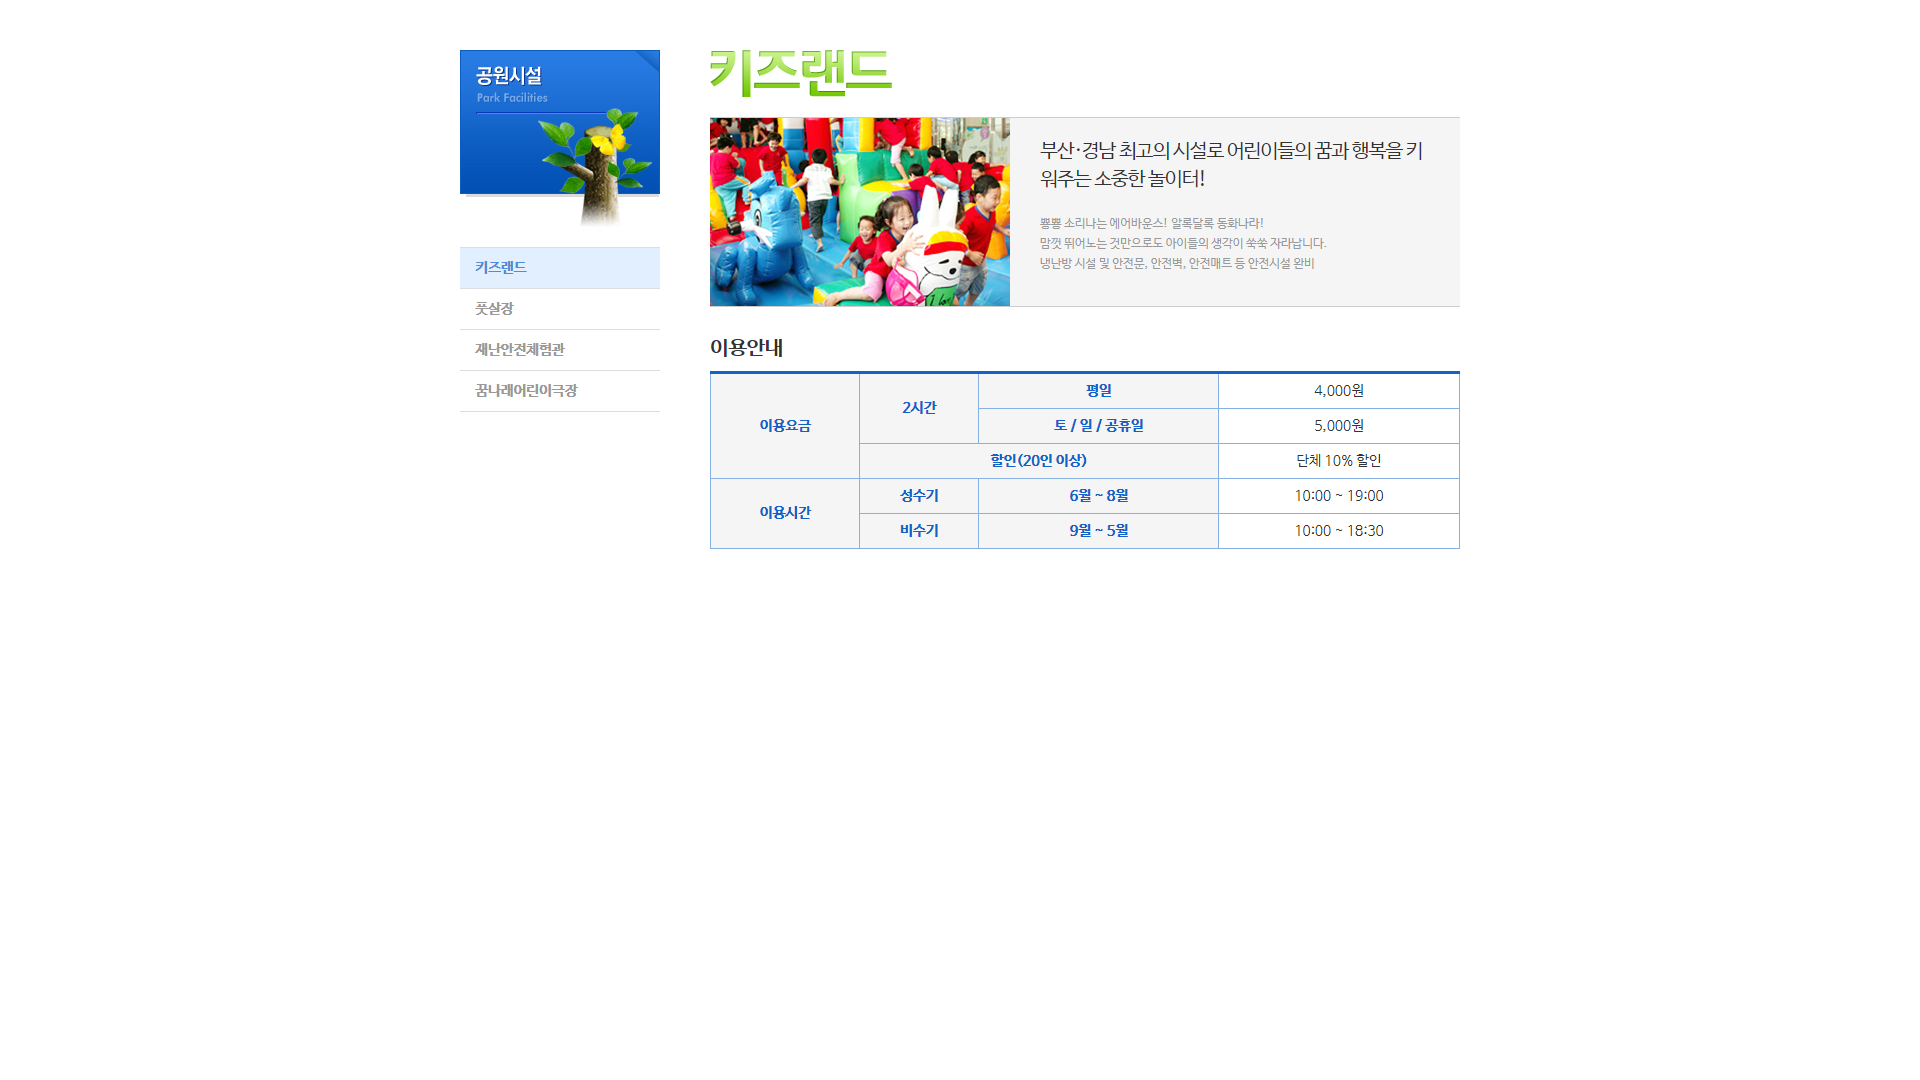 공원시설
Park Facilities
키즈랜드
풋살장
재난안전체험관
꿈나래어린이극장
키즈랜드
부산·경남 최고의 시설로 어린이들의 꿈과 행복을 키
워주는 소중한 놀이터!
뿅뿅 소리나는 에어바운스! 알록달록 동화나라!
맘껏 뛰어노는 것만으로도 아이들의 생각이 쑥쑥 자라납니다.
냉난방 시설 및 안전문, 안전벽, 안전매트 등 안전시설 완비
이용안내
이용요금 2시간 평일 4,000원
토 / 일 / 공휴일 5,000원
할인(20인 이상) 단체 10% 할인
이용시간 성수기 6월 ~ 8월 10:00 ~ 19:00
비수기 9월 ~ 5월 10:00 ~ 18:30